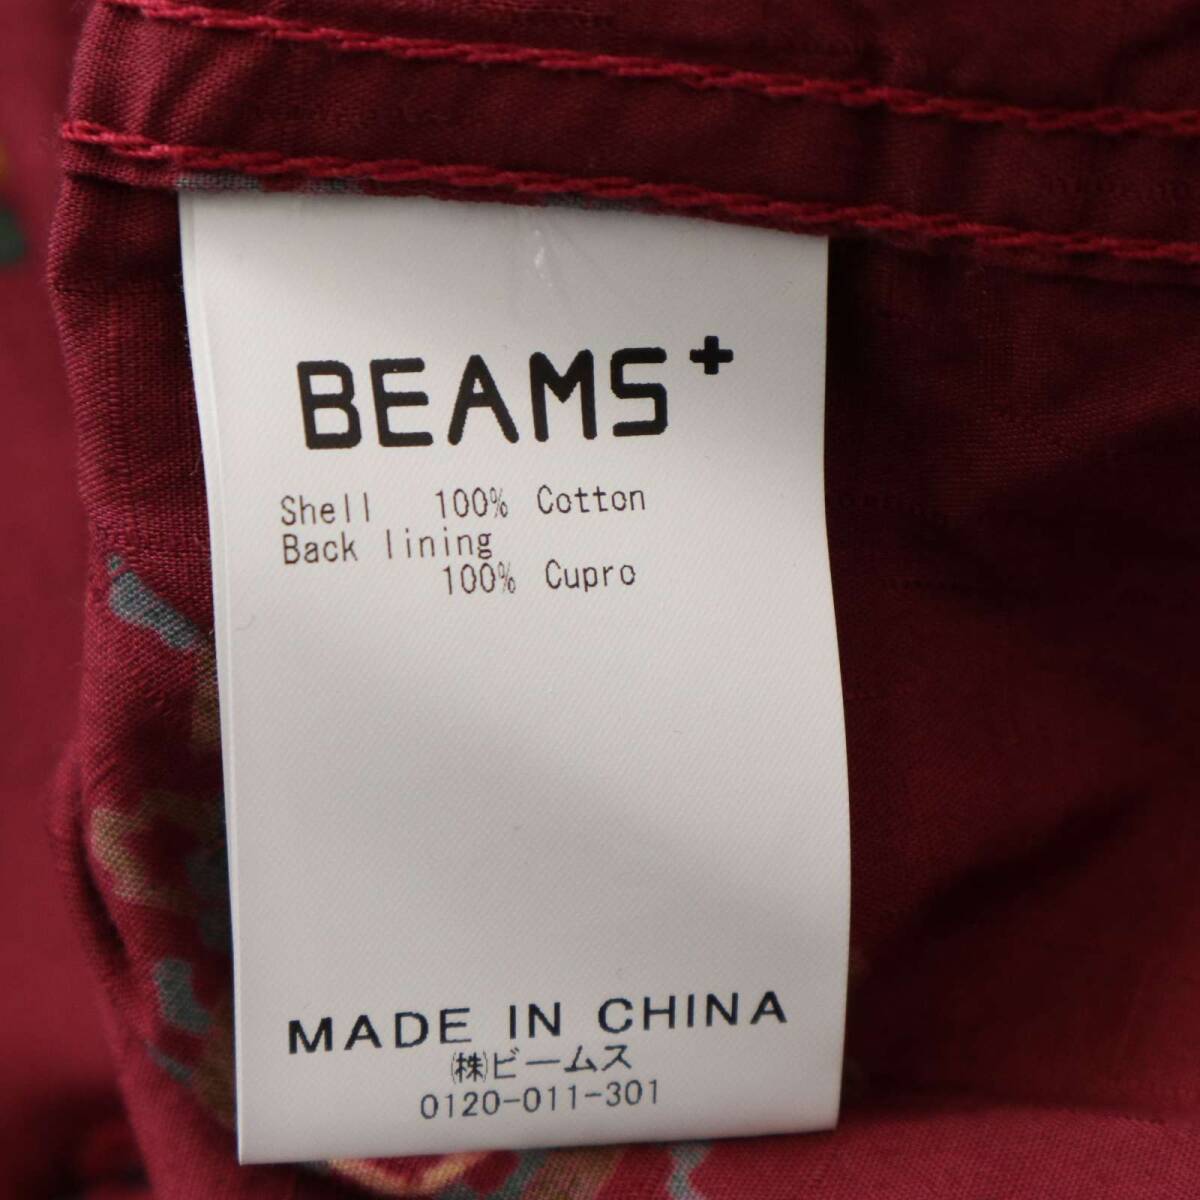 BEAMS+
Shell 100% Cotton
Back lining
100% Cupro
MADE IN CHINA
㈱ビームス
0120-011-301